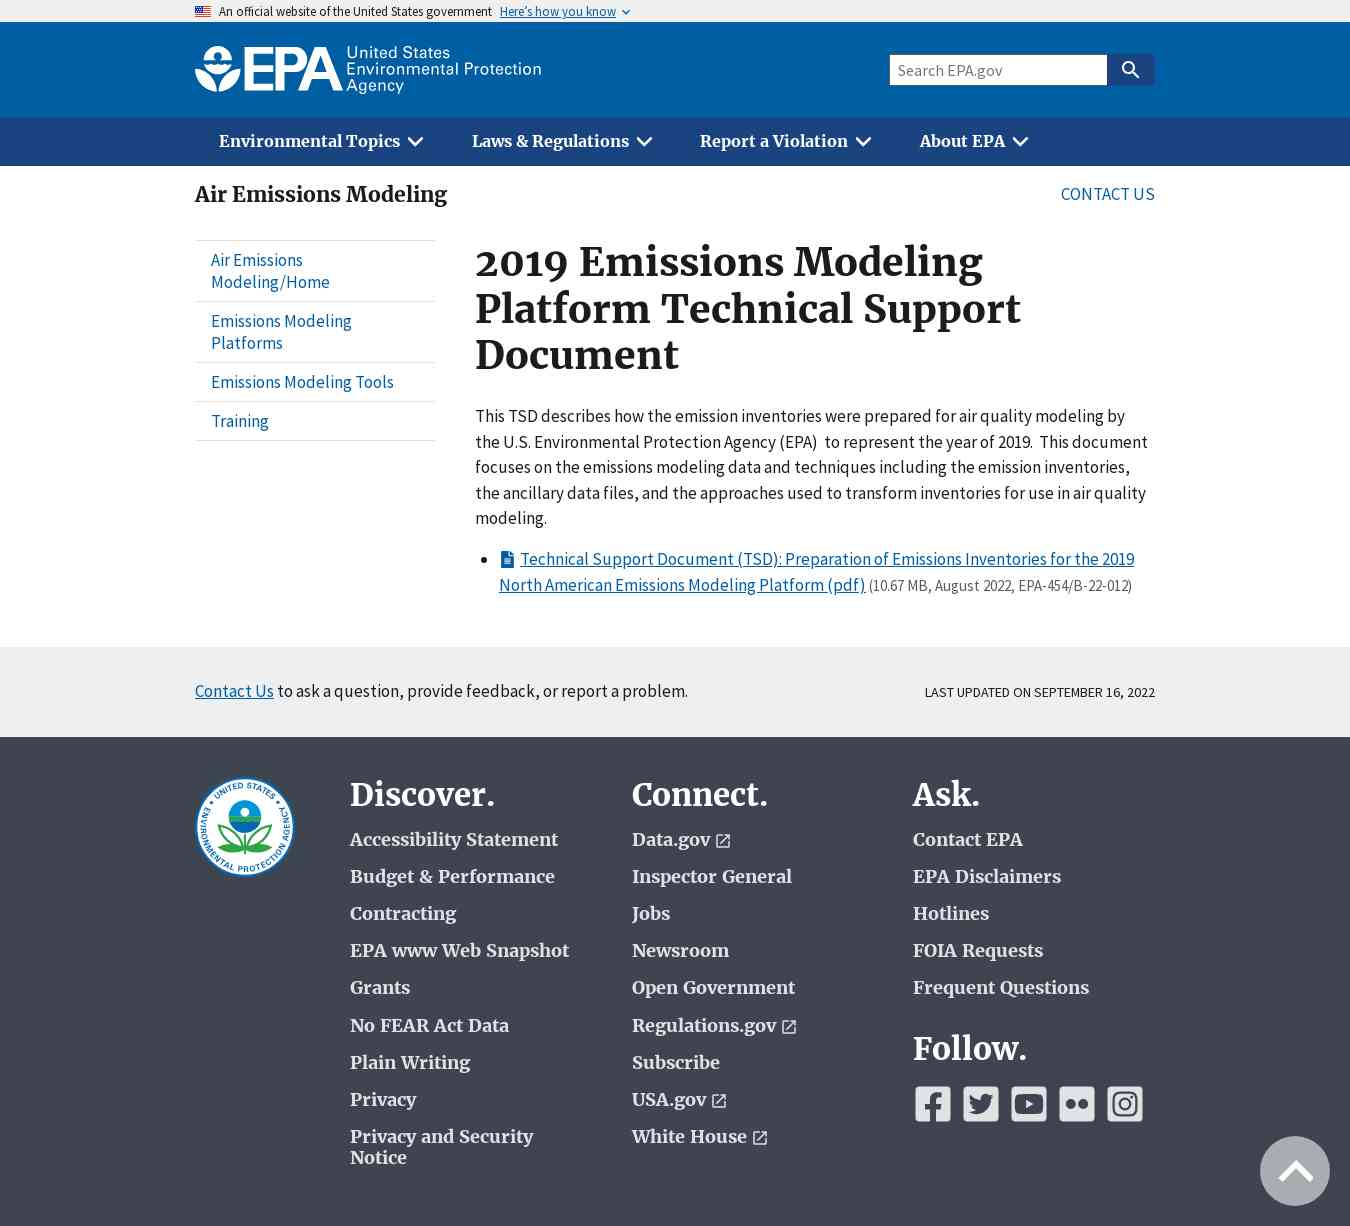 An official website of the United States government Here's how you know
EPA United States
Environmental Protection
Agency
Search EPA.gov
Environmental Topics
Laws & Regulations
Report a Violation
About EPA
Air Emissions Modeling
CONTACT US
Air Emissions
Modeling/Home
Emissions Modeling
Platforms
Emissions Modeling Tools
Training
2019 Emissions Modeling
Platform Technical Support
Document
This TSD describes how the emission inventories were prepared for air quality modeling by
the U.S. Environmental Protection Agency (EPA)  to represent the year of 2019.  This document
focuses on the emissions modeling data and techniques including the emission inventories,
the ancillary data files, and the approaches used to transform inventories for use in air quality
modeling.
Technical Support Document (TSD): Preparation of Emissions Inventories for the 2019
North American Emissions Modeling Platform (pdf) (10.67 MB, August 2022, EPA-454/B-22-012)
Contact Us to ask a question, provide feedback, or report a problem.
LAST UPDATED ON SEPTEMBER 16, 2022
UNITED STATES
ENVIRONMENTAL PROTECTION AGENCY
Discover.
Accessibility Statement
Budget & Performance
Contracting
EPA www Web Snapshot
Grants
No FEAR Act Data
Plain Writing
Privacy
Privacy and Security
Notice
Connect.
Data.gov
Inspector General
Jobs
Newsroom
Open Government
Regulations.gov
Subscribe
USA.gov
White House
Ask.
Contact EPA
EPA Disclaimers
Hotlines
FOIA Requests
Frequent Questions
Follow.